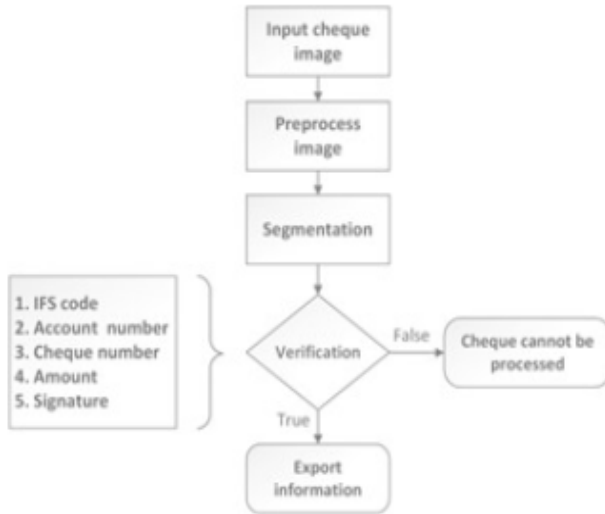 Input cheque
image
Preprocess
image
Segmentation
1. IFS code
2. Account number
3. Cheque number
4. Amount
5. Signature
Verification
False
Cheque cannot be
processed
True
Export
information